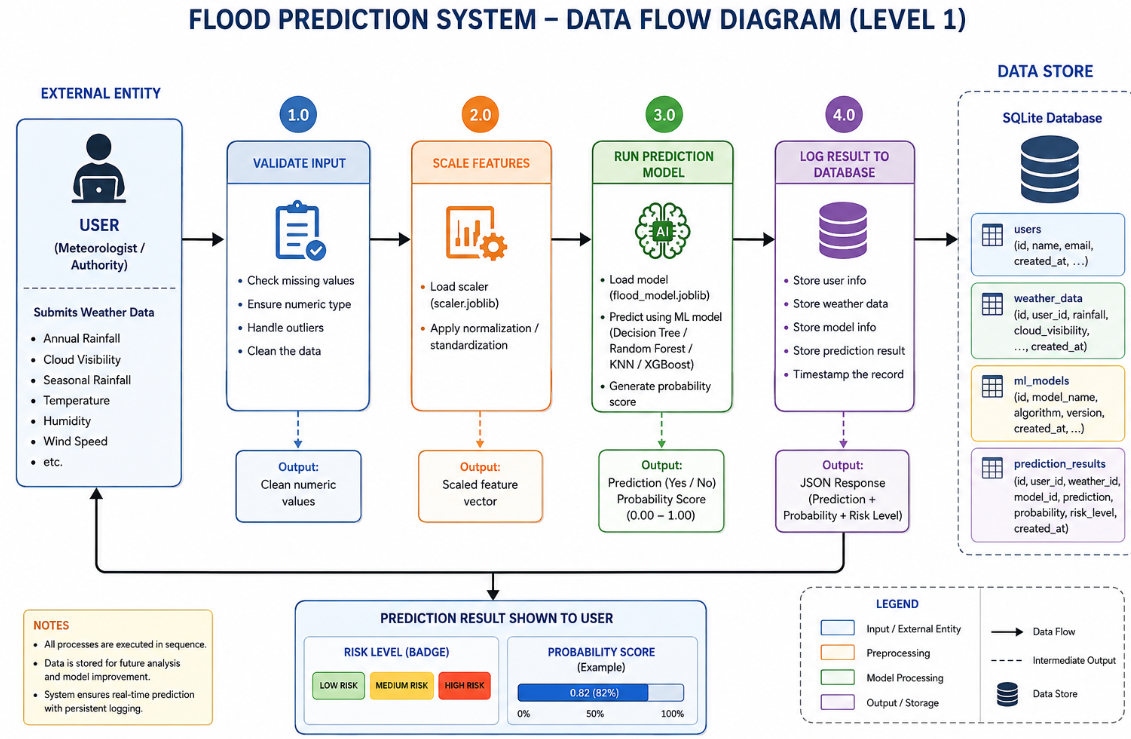 FLOOD PREDICTION SYSTEM – DATA FLOW DIAGRAM (LEVEL 1)
EXTERNAL ENTITY
USER
(Meteorologist /
Authority)
Submits Weather Data
• Annual Rainfall
• Cloud Visibility
• Seasonal Rainfall
• Temperature
• Humidity
• Wind Speed
• etc.
1.0
VALIDATE INPUT
• Check missing values
• Ensure numeric type
• Handle outliers
• Clean the data
Output:
Clean numeric
values
2.0
SCALE FEATURES
• Load scaler
(scaler.joblib)
• Apply normalization /
standardization
Output:
Scaled feature
vector
3.0
RUN PREDICTION
MODEL
AI
• Load model
(flood_model.joblib)
• Predict using ML model
(Decision Tree /
Random Forest /
KNN / XGBoost)
• Generate probability
score
Output:
Prediction (Yes / No)
Probability Score
(0.00 – 1.00)
4.0
LOG RESULT TO
DATABASE
• Store user info
• Store weather data
• Store model info
• Store prediction result
• Timestamp the record
Output:
JSON Response
(Prediction +
Probability + Risk Level)
DATA STORE
SQLite Database
users
(id, name, email,
created_at, ...)
weather_data
(id, user_id, rainfall,
cloud_visibility,
..., created_at)
ml_models
(id, model_name,
algorithm, version,
created_at, ...)
prediction_results
(id, user_id, weather_id,
model_id, prediction,
probability, risk_level,
created_at)
NOTES
• All processes are executed in sequence.
• Data is stored for future analysis
and model improvement.
• System ensures real-time prediction
with persistent logging.
PREDICTION RESULT SHOWN TO USER
RISK LEVEL (BADGE)
LOW RISK
MEDIUM RISK
HIGH RISK
PROBABILITY SCORE
(Example)
0.82 (82%)
0%
50%
100%
LEGEND
Input / External Entity
Preprocessing
Model Processing
Output / Storage
Data Flow
Intermediate Output
Data Store